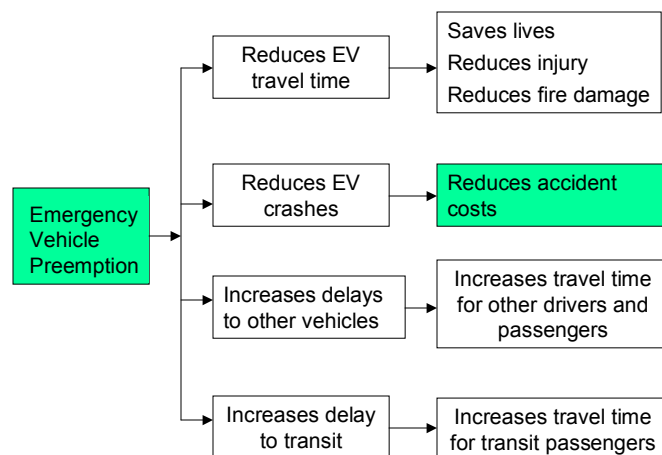 Reduces EV
travel time
Saves lives
Reduces injury
Reduces fire damage
Reduces EV
crashes
Reduces accident
costs
Emergency
Vehicle
Preemption
Increases delays
to other vehicles
Increases travel time
for other drivers and
passengers
Increases delay
to transit
Increases travel time
for transit passengers